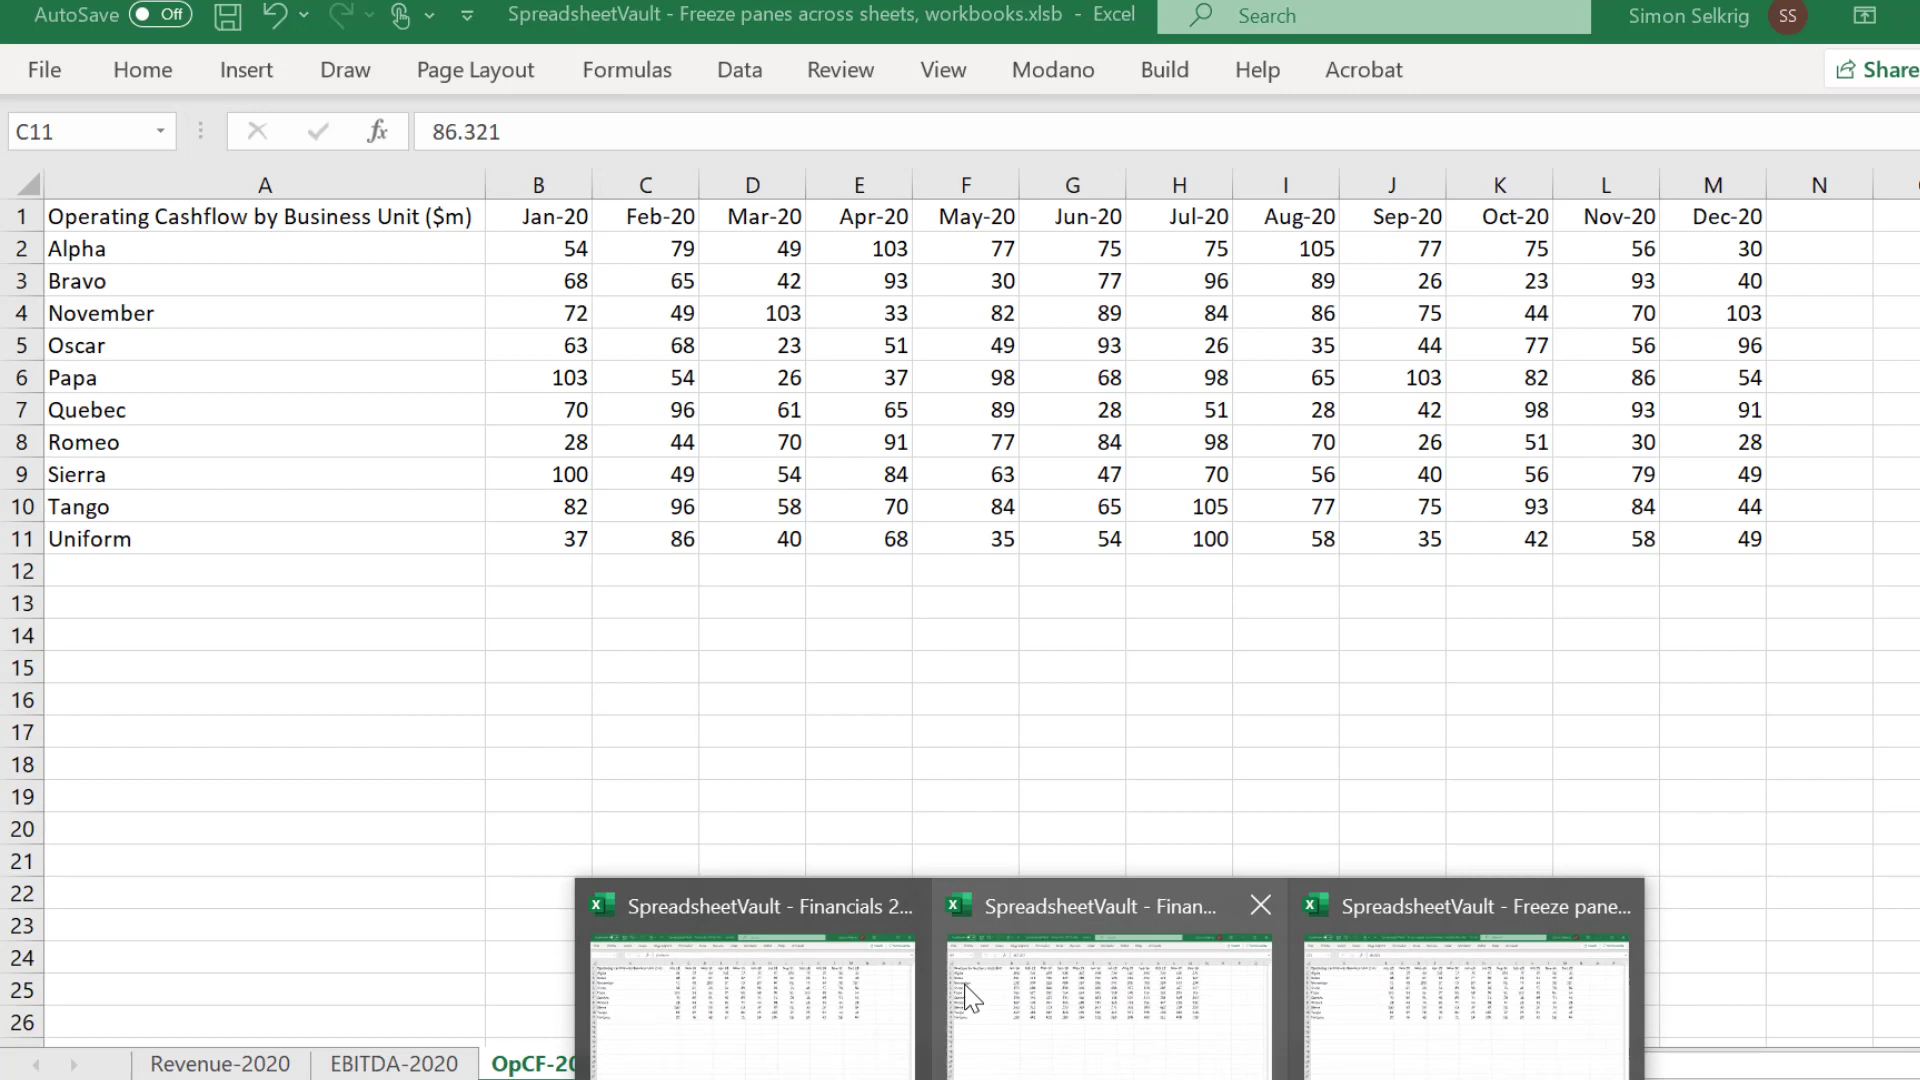 AutoSave Off SpreadsheetVault - Freeze panes across sheets, workbooks.xlsb - Excel Search Simon Selkrig SS
File Home Insert Draw Page Layout Formulas Data Review View Modano Build Help Acrobat Share
C11 fx 86.321
A B C D E F G H I J K L M N
1 Operating Cashflow by Business Unit ($m) Jan-20 Feb-20 Mar-20 Apr-20 May-20 Jun-20 Jul-20 Aug-20 Sep-20 Oct-20 Nov-20 Dec-20
2 Alpha 54 79 49 103 77 75 75 105 77 75 56 30
3 Bravo 68 65 42 93 30 77 96 89 26 23 93 40
4 November 72 49 103 33 82 89 84 86 75 44 70 103
5 Oscar 63 68 23 51 49 93 26 35 44 77 56 96
6 Papa 103 54 26 37 98 68 98 65 103 82 86 54
7 Quebec 70 96 61 65 89 28 51 28 42 98 93 91
8 Romeo 28 44 70 91 77 84 98 70 26 51 30 28
9 Sierra 100 49 54 84 63 47 70 56 40 56 79 49
10 Tango 82 96 58 70 84 65 105 77 75 93 84 44
11 Uniform 37 86 40 68 35 54 100 58 35 42 58 49
12
13
14
15
16
17
18
19
20
21
22
23
24
25
26
SpreadsheetVault - Financials 2... SpreadsheetVault - Finan... SpreadsheetVault - Freeze pane...
Revenue-2020 EBITDA-2020 OpCF-20